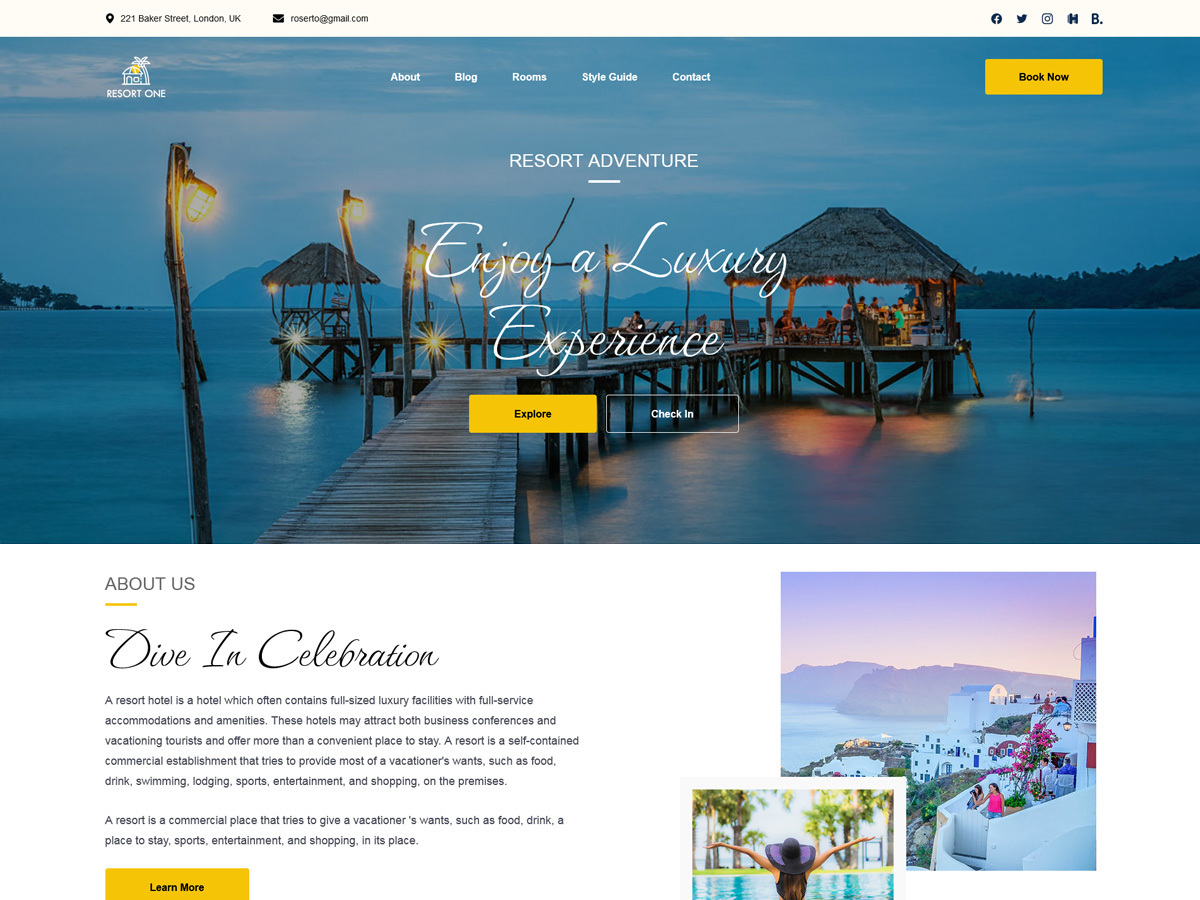 221 Baker Street, London, UK
roserto@gmail.com
B.
RESORT ONE
About
Blog
Rooms
Style Guide
Contact
Book Now
RESORT ADVENTURE
Enjoy a Luxury
Experience
Explore
Check In
ABOUT US
Dive In Celebration
A resort hotel is a hotel which often contains full-sized luxury facilities with full-service
accommodations and amenities. These hotels may attract both business conferences and
vacationing tourists and offer more than a convenient place to stay. A resort is a self-contained
commercial establishment that tries to provide most of a vacationer's wants, such as food,
drink, swimming, lodging, sports, entertainment, and shopping, on the premises.
A resort is a commercial place that tries to give a vacationer 's wants, such as food, drink, a
place to stay, sports, entertainment, and shopping, in its place.
Learn More